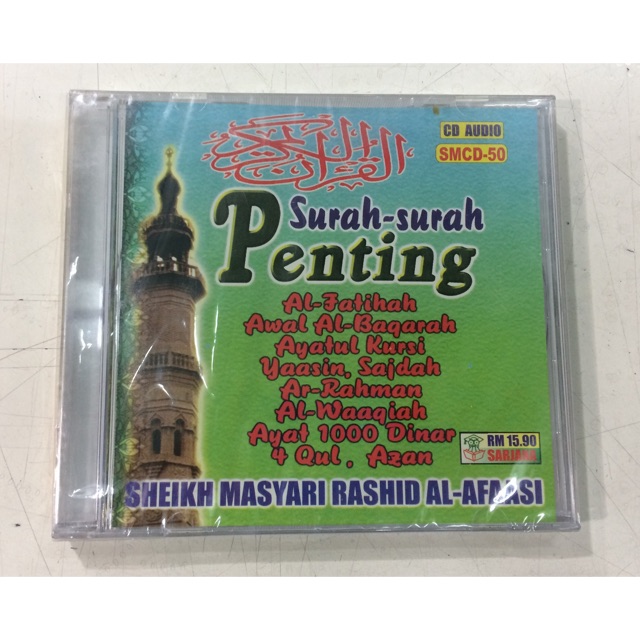 القرآن الكريم
CD AUDIO
SMCD-50
Surah-surah
Penting
Al-Fatihah
Awal Al-Baqarah
Ayatul Kursi
Yaasin, Sajdah
Ar-Rahman
Al-Waaqiah
Ayat 1000 Dinar
4 Qul , Azan
RM 15.90
SARJANA
SHEIKH MASYARI RASHID AL-AFAASI